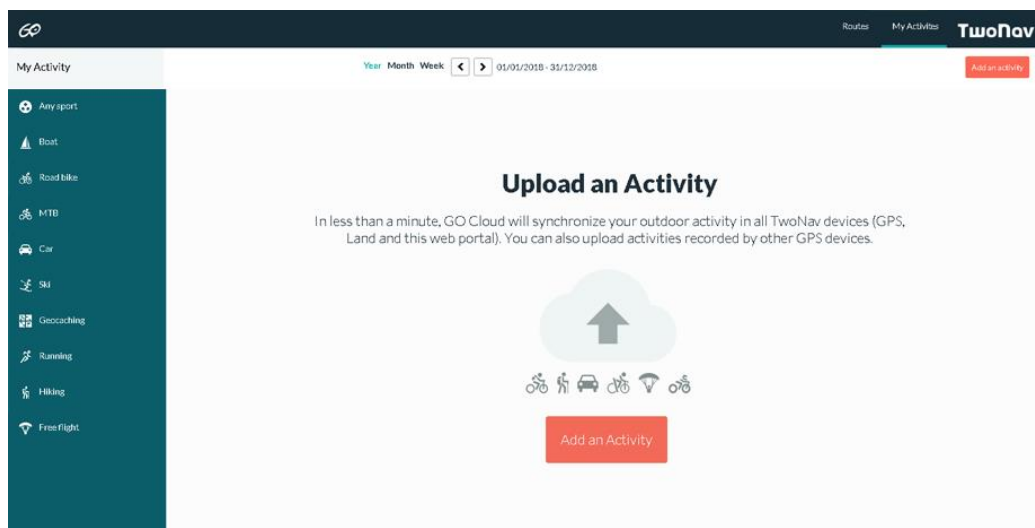 GO
Routes My Activites TwoNav
My Activity
Year Month Week 01/01/2018 - 31/12/2018
Add an activity
Any sport
Boat
Road bike
MTB
Car
Ski
Geocaching
Running
Hiking
Free flight
Upload an Activity
In less than a minute, GO Cloud will synchronize your outdoor activity in all TwoNav devices (GPS,
Land and this web portal). You can also upload activities recorded by other GPS devices.
Add an Activity